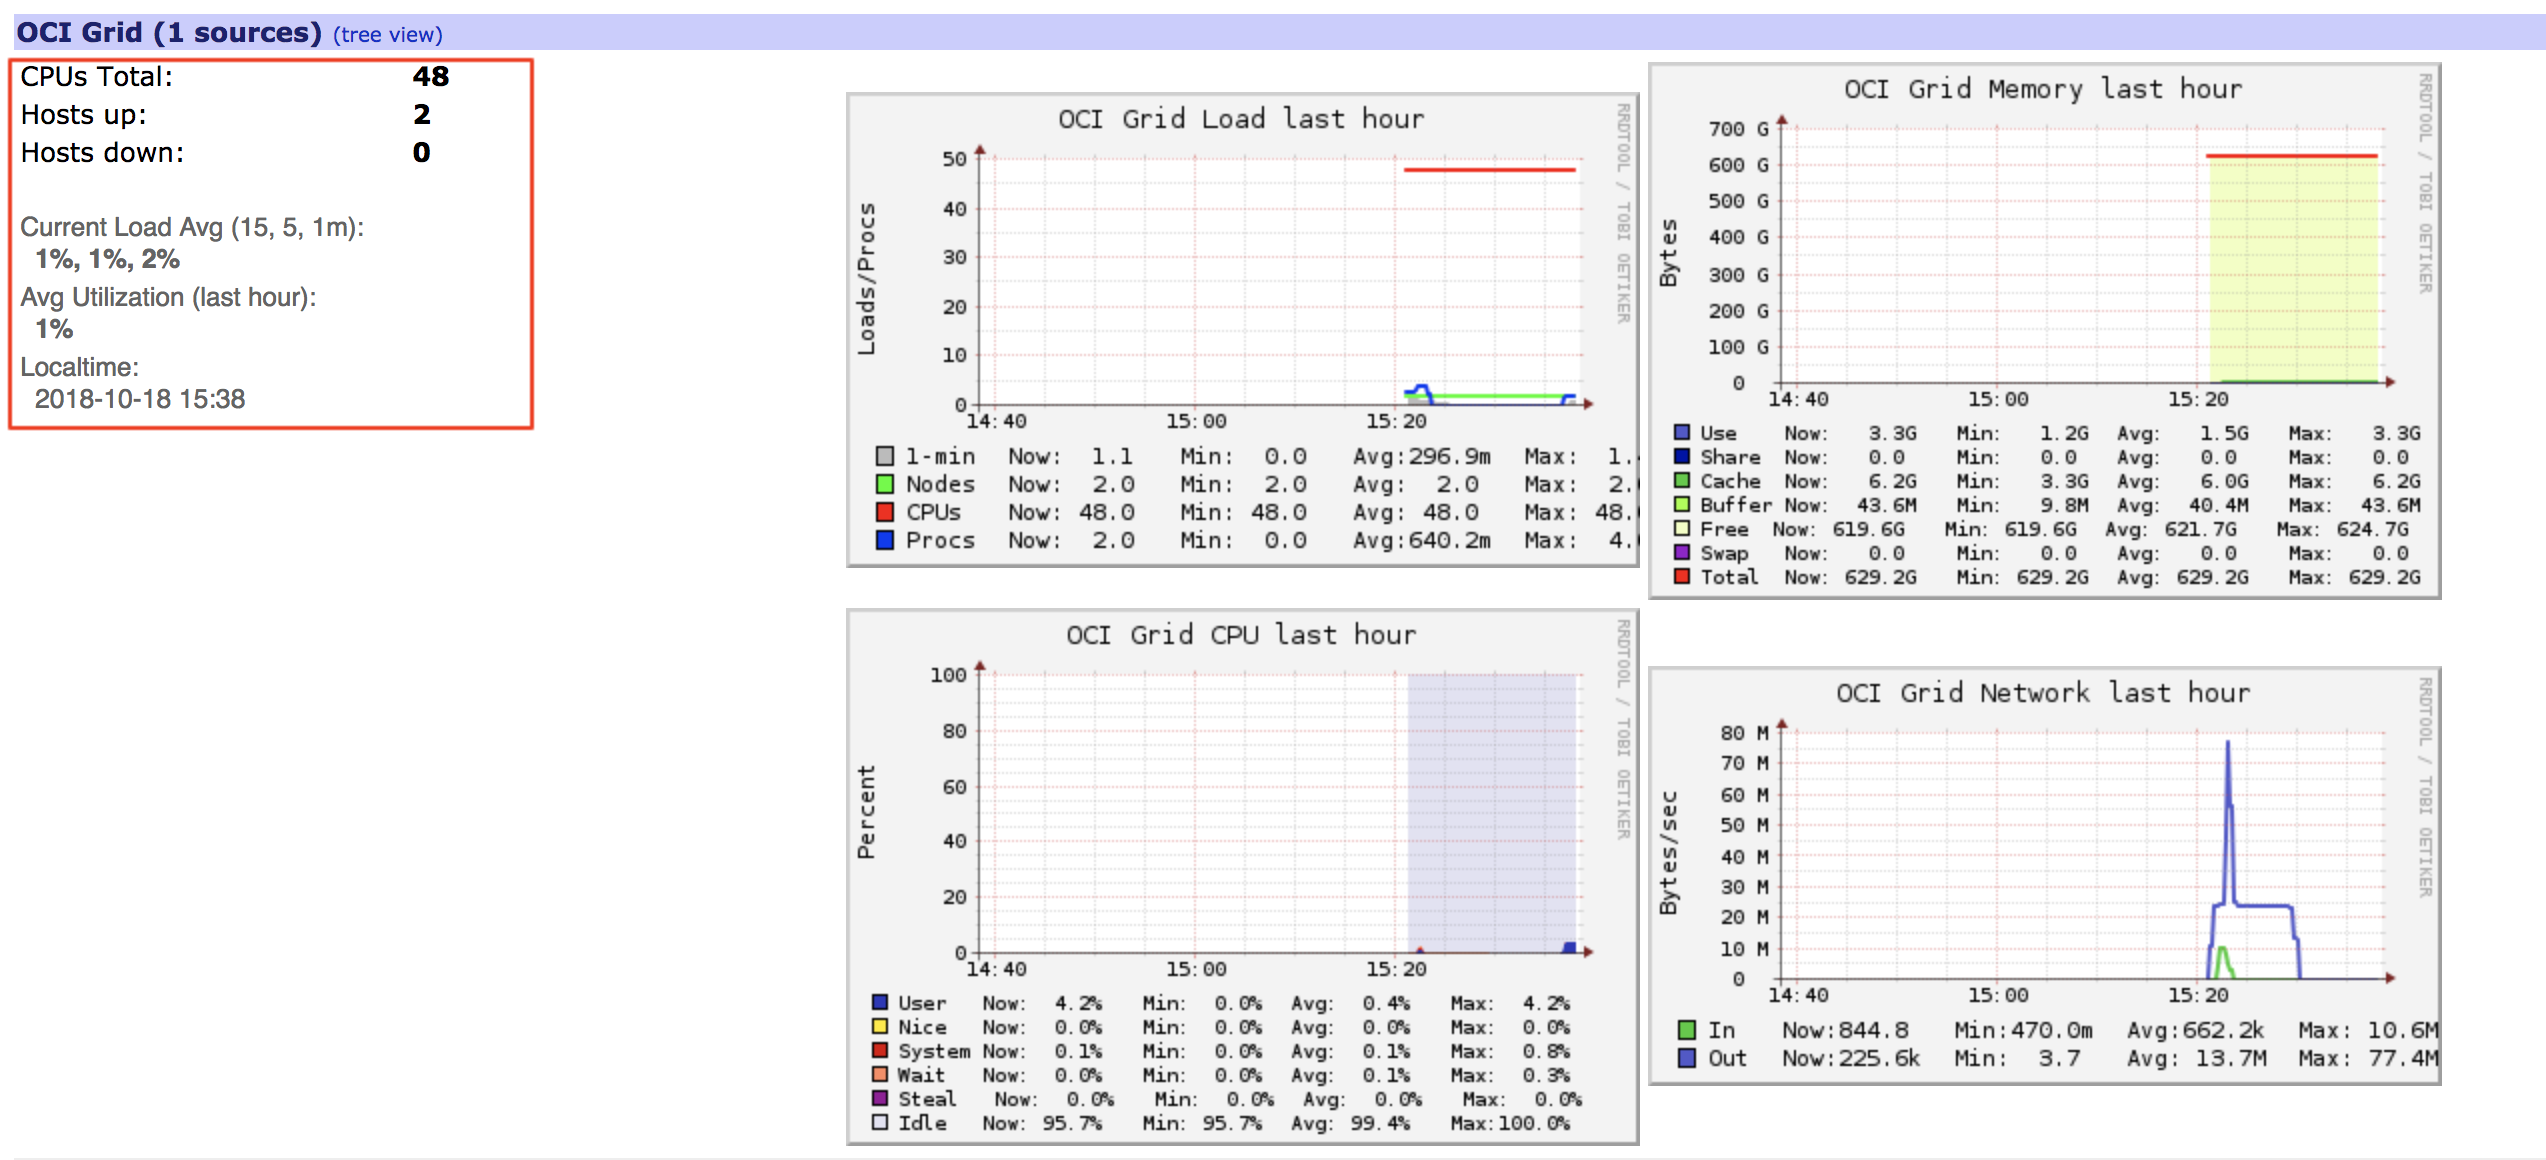 OCI Grid (1 sources) (tree view)
CPUs Total: 48
Hosts up: 2
Hosts down: 0
Current Load Avg (15, 5, 1m):
1%, 1%, 2%
Avg Utilization (last hour):
1%
Localtime:
2018-10-18 15:38
OCI Grid Load last hour
RRDTOOL / TOBI OETIKER
Loads/Procs
50
40
30
20
10
0
14:40 15:00 15:20
1-min Now: 1.1 Min: 0.0 Avg:296.9m Max: 1.
Nodes Now: 2.0 Min: 2.0 Avg: 2.0 Max: 2.
CPUs Now: 48.0 Min: 48.0 Avg: 48.0 Max: 48.
Procs Now: 2.0 Min: 0.0 Avg:640.2m Max: 4.
OCI Grid Memory last hour
RRDTOOL / TOBI OETIKER
Bytes
700 G
600 G
500 G
400 G
300 G
200 G
100 G
0
14:40 15:00 15:20
Use Now: 3.3G Min: 1.2G Avg: 1.5G Max: 3.3G
Share Now: 0.0 Min: 0.0 Avg: 0.0 Max: 0.0
Cache Now: 6.2G Min: 3.3G Avg: 6.0G Max: 6.2G
Buffer Now: 43.6M Min: 9.8M Avg: 40.4M Max: 43.6M
Free Now: 619.6G Min: 619.6G Avg: 621.7G Max: 624.7G
Swap Now: 0.0 Min: 0.0 Avg: 0.0 Max: 0.0
Total Now: 629.2G Min: 629.2G Avg: 629.2G Max: 629.2G
OCI Grid CPU last hour
RRDTOOL / TOBI OETIKER
Percent
100
80
60
40
20
0
14:40 15:00 15:20
User Now: 4.2% Min: 0.0% Avg: 0.4% Max: 4.2%
Nice Now: 0.0% Min: 0.0% Avg: 0.0% Max: 0.0%
System Now: 0.1% Min: 0.0% Avg: 0.1% Max: 0.8%
Wait Now: 0.0% Min: 0.0% Avg: 0.1% Max: 0.3%
Steal Now: 0.0% Min: 0.0% Avg: 0.0% Max: 0.0%
Idle Now: 95.7% Min: 95.7% Avg: 99.4% Max:100.0%
OCI Grid Network last hour
RRDTOOL / TOBI OETIKER
Bytes/sec
80 M
70 M
60 M
50 M
40 M
30 M
20 M
10 M
0
14:40 15:00 15:20
In Now:844.8 Min:470.0m Avg:662.2k Max: 10.6M
Out Now:225.6k Min: 3.7 Avg: 13.7M Max: 77.4M